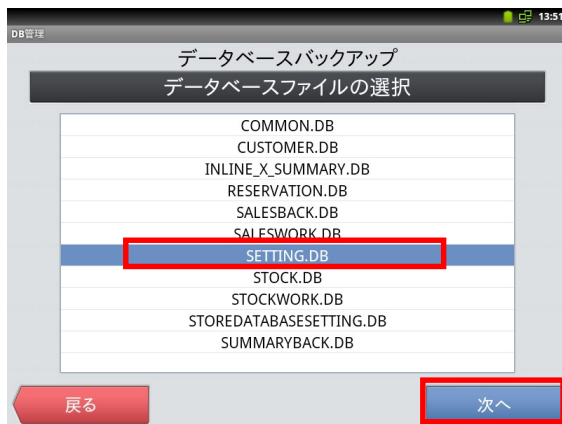 13:51
DB管理
データベースバックアップ
データベースファイルの選択
COMMON.DB
CUSTOMER.DB
INLINE_X_SUMMARY.DB
RESERVATION.DB
SALESBACK.DB
SALESWORK.DB
SETTING.DB
STOCK.DB
STOCKWORK.DB
STOREDATABASESETTING.DB
SUMMARYBACK.DB
戻る
次へ